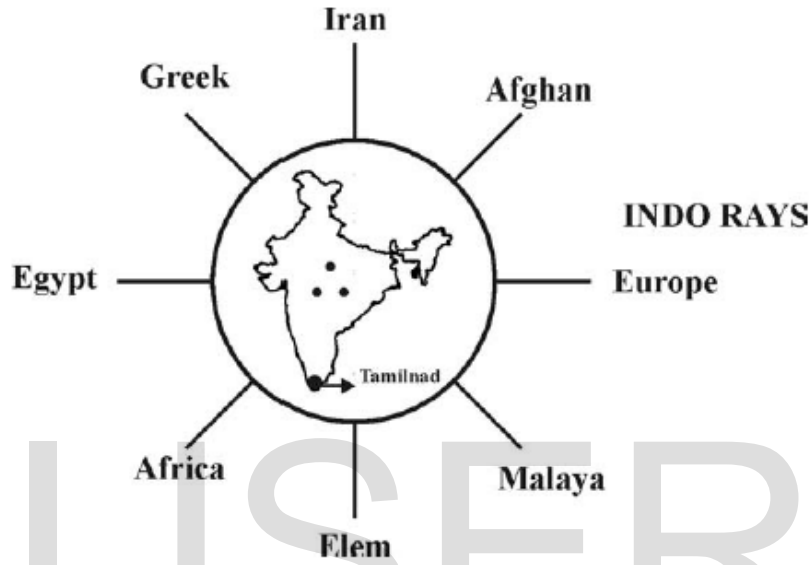 Iran
Greek
Afghan
INDO RAYS
Egypt
Europe
Tamilnad
Africa
Malaya
Elem
IJSER